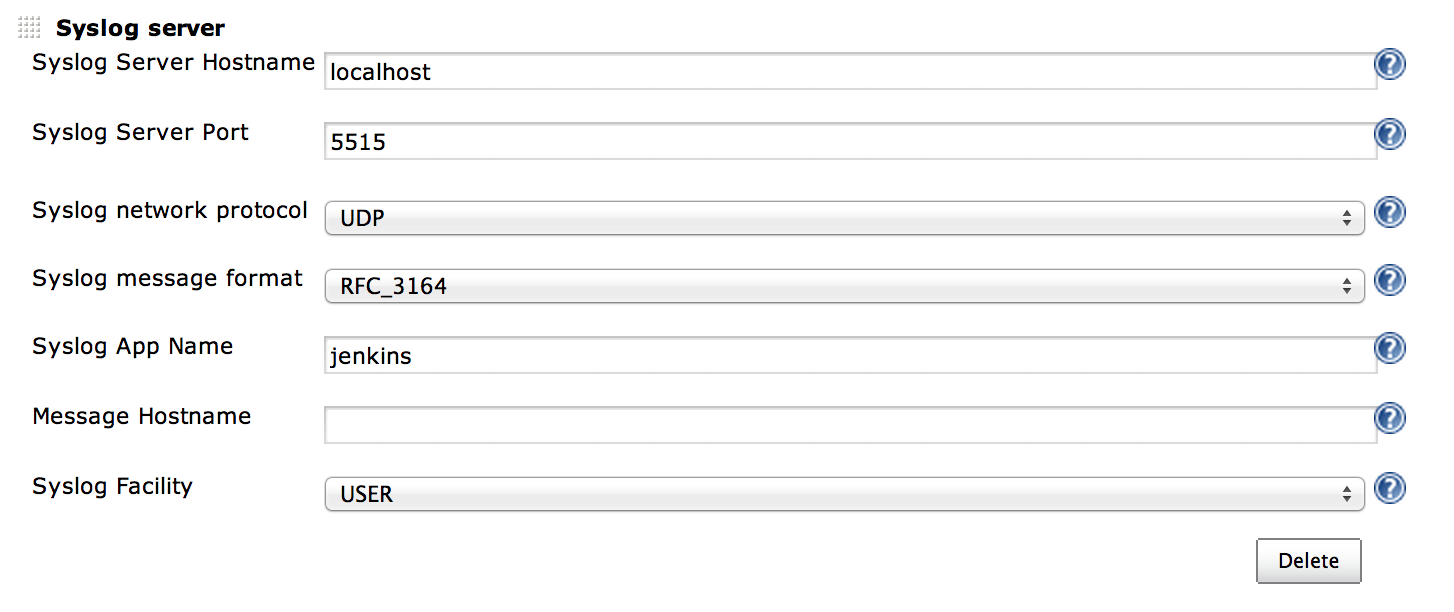 Syslog server
Syslog Server Hostname localhost ?
Syslog Server Port 5515 ?
Syslog network protocol UDP ?
Syslog message format RFC_3164 ?
Syslog App Name jenkins ?
Message Hostname ?
Syslog Facility USER ?
Delete